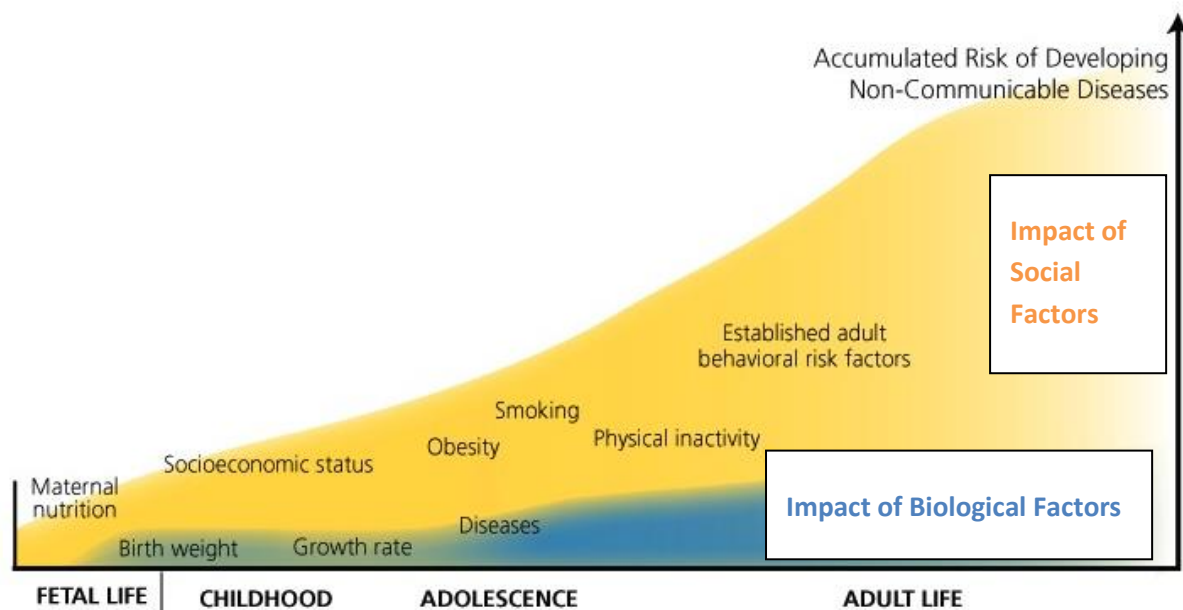 Accumulated Risk of Developing
Non-Communicable Diseases
Impact of
Social
Factors
Established adult
behavioral risk factors
Smoking
Obesity
Physical inactivity
Socioeconomic status
Maternal
nutrition
Impact of Biological Factors
Diseases
Birth weight
Growth rate
FETAL LIFE
CHILDHOOD
ADOLESCENCE
ADULT LIFE